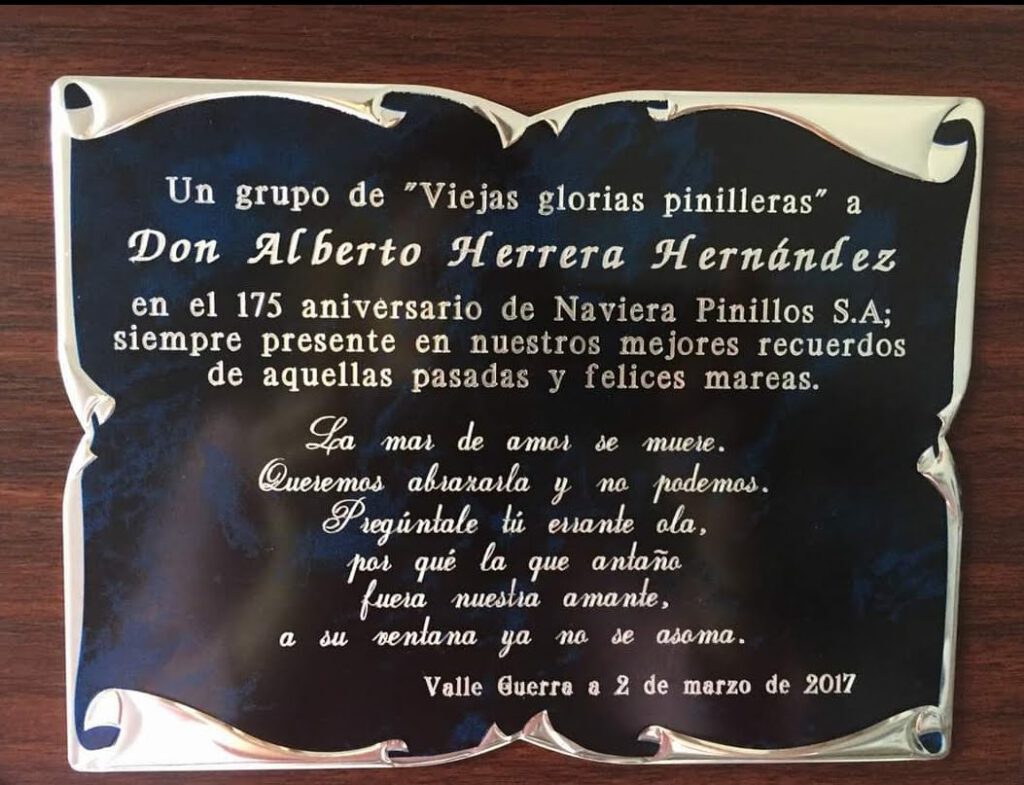 Un grupo de "Viejas glorias pinilleras" a
Don Alberto Herrera Hernández
en el 175 aniversario de Naviera Pinillos S.A;
siempre presente en nuestros mejores recuerdos
de aquellas pasadas y felices mareas.
La mar de amor se muere.
Queremos abrazarla y no podemos.
Pregúntale tú errante ola,
por qué la que antaño
fuera nuestra amante,
a su ventana ya no se asoma.
Valle Guerra a 2 de marzo de 2017